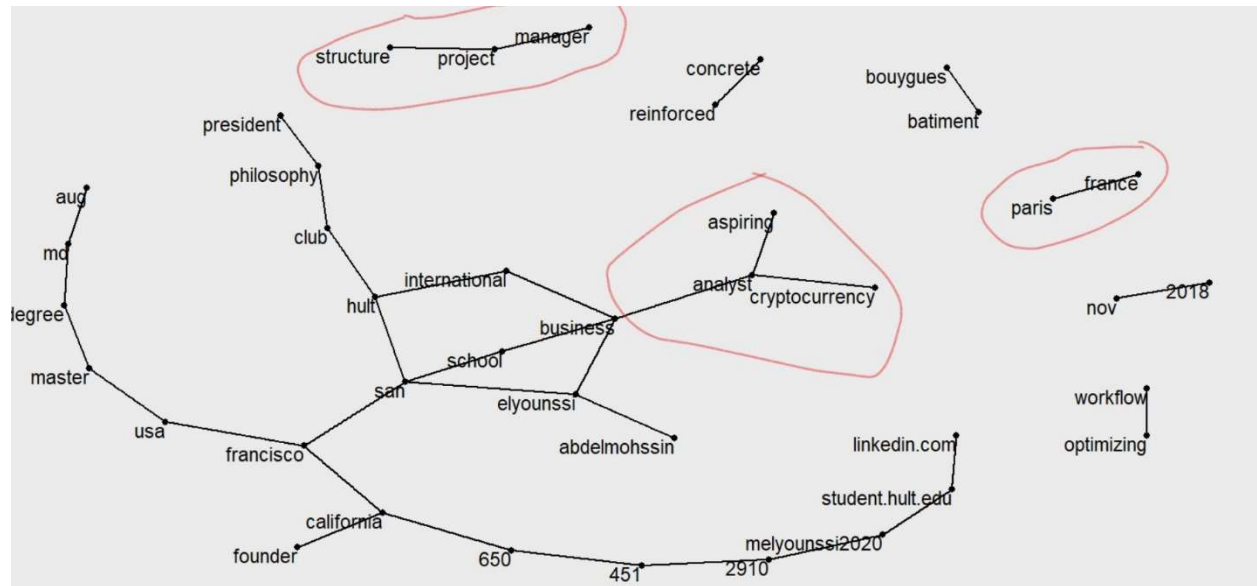 manager
structure
project
concrete
bouygues
reinforced
batiment
president
philosophy
france
aug
paris
aspiring
club
md
international
analyst
cryptocurrency
2018
hult
nov
degree
business
school
master
san
elyounssi
workflow
usa
francisco
abdelmohssin
linkedin.com
optimizing
student.hult.edu
california
melyounssi2020
founder
650
451
2910